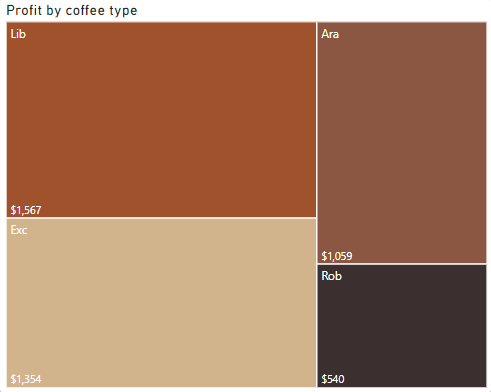 Profit by coffee type
Lib
$1,567
Exc
$1,354
Ara
$1,059
Rob
$540